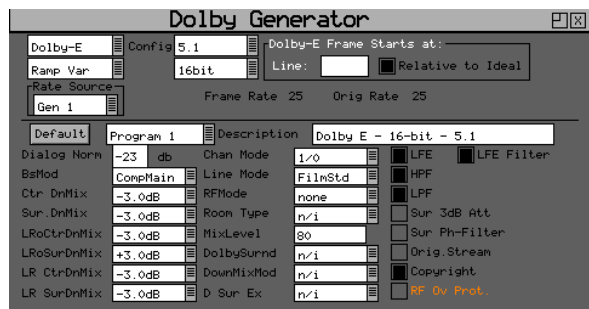 Dolby Generator
Dolby-E Config 5.1 Dolby-E Frame Starts at:
Ramp Var 16bit Line: Relative to Ideal
Rate Source
Gen 1 Frame Rate 25 Orig Rate 25
Default Program 1 Description Dolby E - 16-bit - 5.1
Dialog Norm -23 db Chan Mode 1/0 LFE LFE Filter
BsMod CompMain Line Mode FilmStd HPF
Ctr DnMix -3.0dB RFMode none LPF
Sur.DnMix -3.0dB Room Type n/i Sur 3dB Att
LRoCtrDnMix -3.0dB MixLevel 80 Sur Ph-Filter
LRoSurDnMix +3.0dB DolbySurnd n/i Orig.Stream
LR CtrDnMix -3.0dB DownMixMod n/i Copyright
LR SurDnMix -3.0dB D Sur Ex n/i RF Ov Prot.